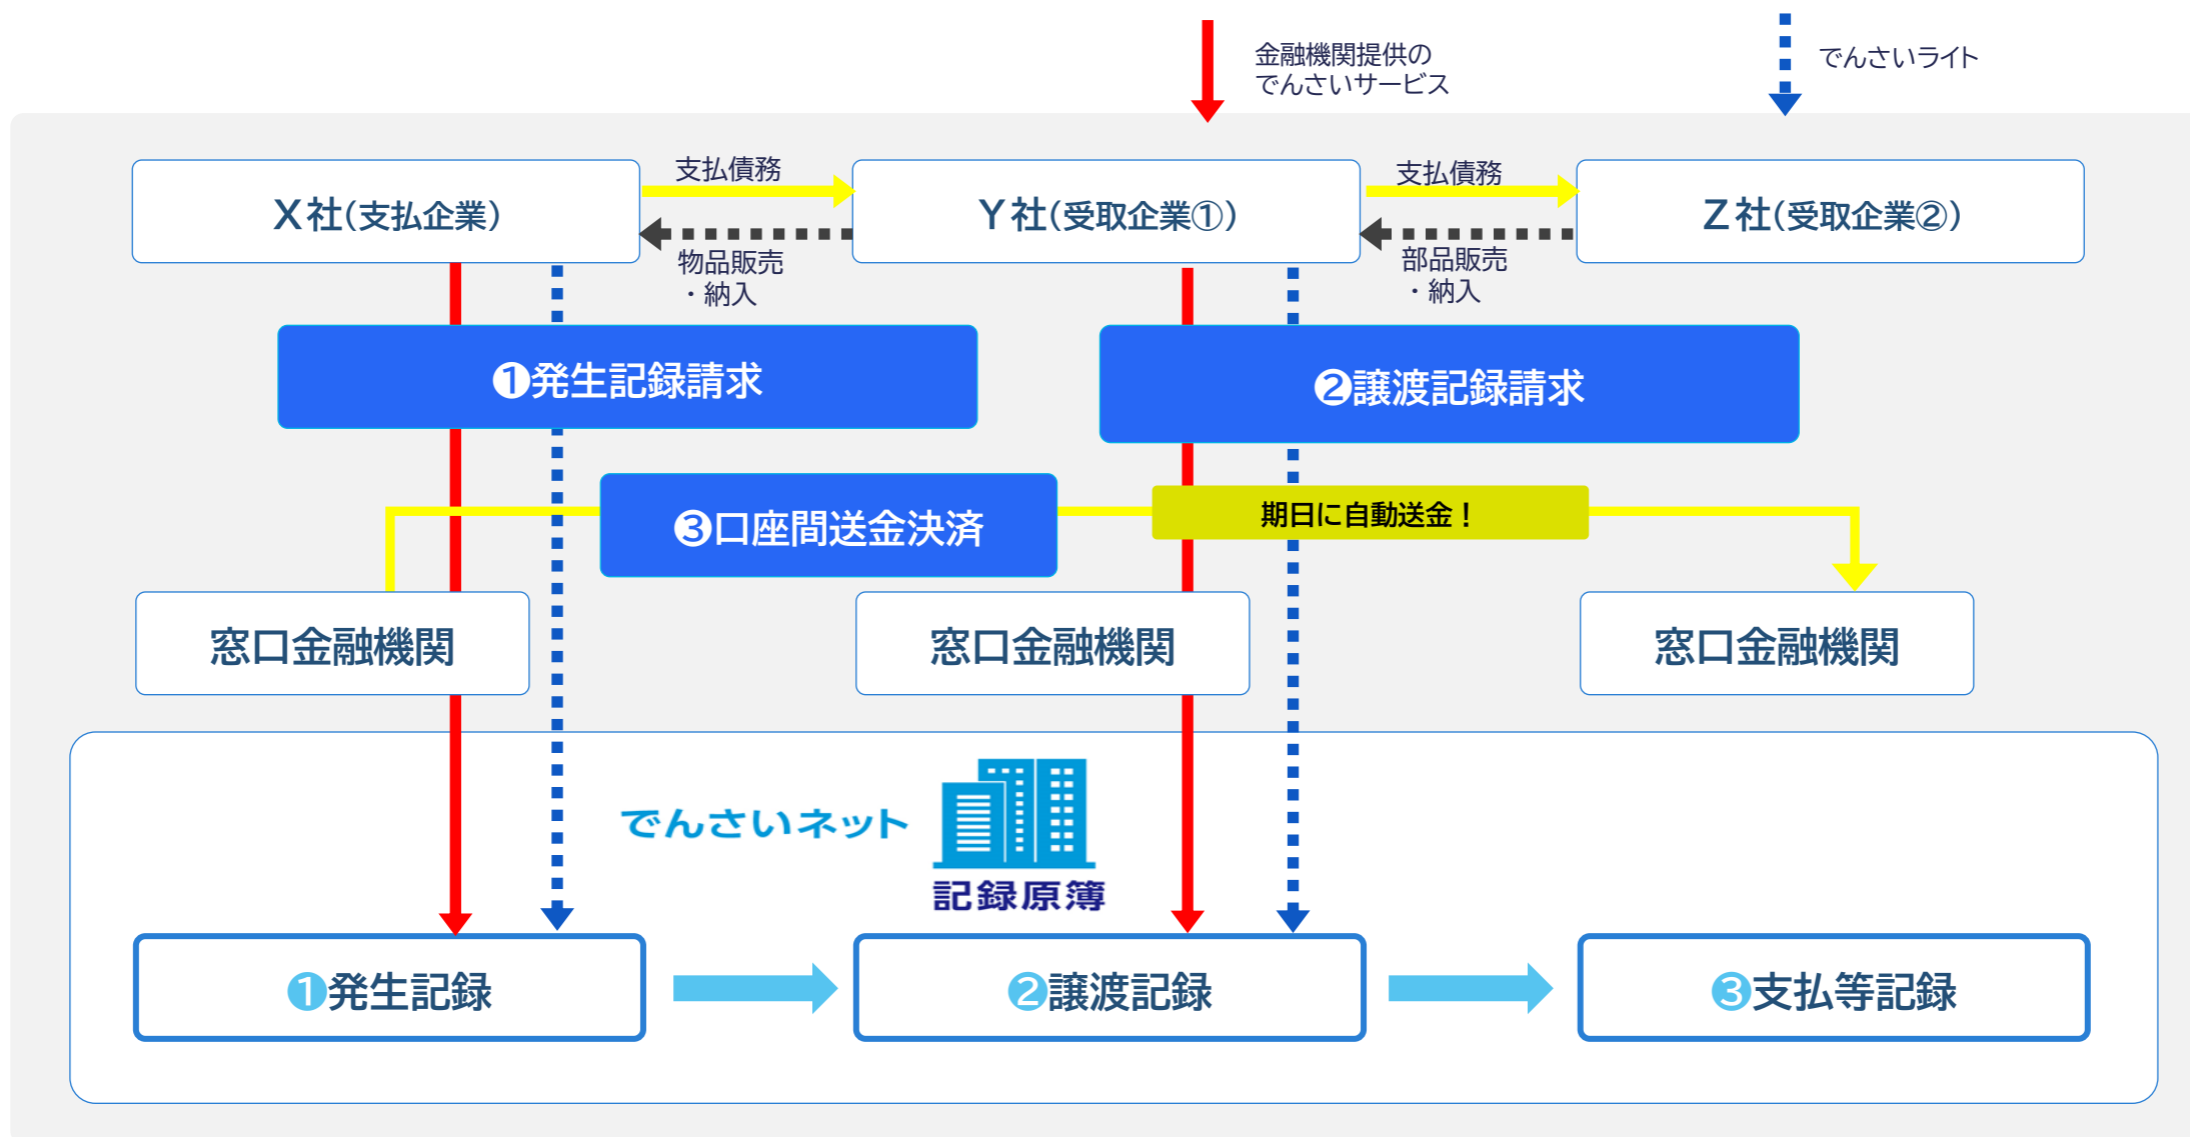 金融機関提供の
でんさいサービス
でんさいライト
X社(支払企業)
支払債務
物品販売
・納入
Y社(受取企業①)
支払債務
部品販売
・納入
Z社(受取企業②)
❶発生記録請求
❷譲渡記録請求
❸口座間送金決済
期日に自動送金！
窓口金融機関
窓口金融機関
窓口金融機関
でんさいネット
記録原簿
❶発生記録
❷譲渡記録
❸支払等記録